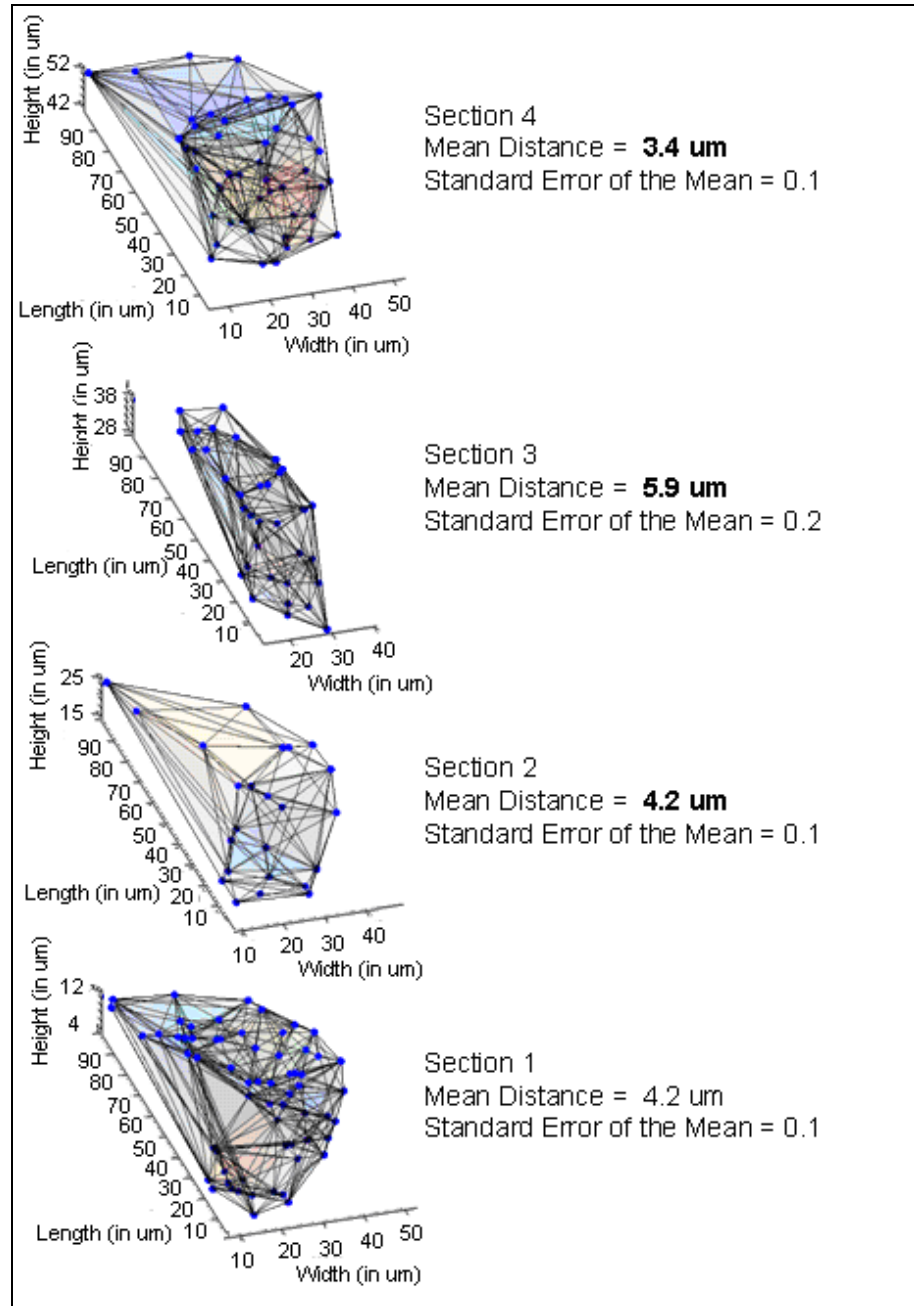 Height (in um)
52
42
90
80
70
60
50
40
30
20
10
Length (in um)
10
20
30
40
50
Width (in um)
Section 4
Mean Distance = 3.4 um
Standard Error of the Mean = 0.1
Height (in um)
38
28
90
80
70
60
50
40
30
20
10
Length (in um)
20
30
40
Width (in um)
Section 3
Mean Distance = 5.9 um
Standard Error of the Mean = 0.2
Height (in um)
25
15
90
80
70
60
50
40
30
20
10
Length (in um)
10
20
30
40
Width (in um)
Section 2
Mean Distance = 4.2 um
Standard Error of the Mean = 0.1
Height (in um)
12
4
90
80
70
60
50
40
30
20
10
Length (in um)
10
20
30
40
50
Width (in um)
Section 1
Mean Distance = 4.2 um
Standard Error of the Mean = 0.1